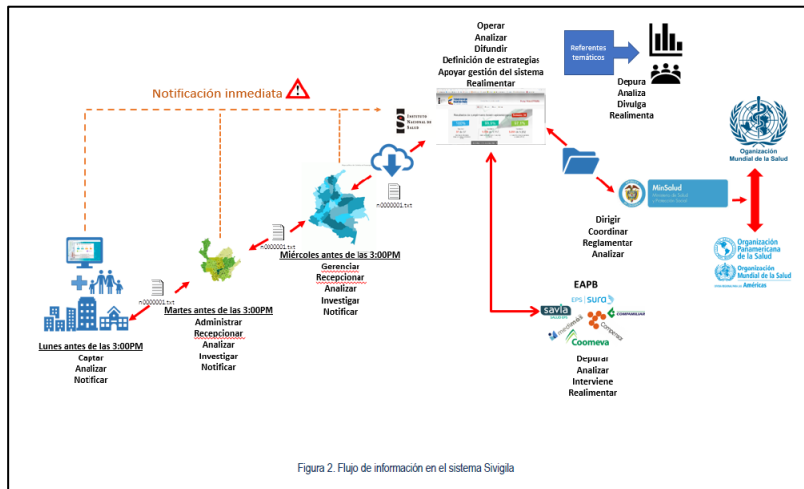 Operar
Analizar
Difundir
Definición de estrategias
Apoyar gestión del sistema
Realimentar
Referentes
temáticos
Depura
Analiza
Divulga
Realimenta
Notificación inmediata
INSTITUTO
NACIONAL DE
SALUD
Organización
Mundial de la Salud
n0000001.txt
n0000001.txt
n0000001.txt
MinSalud
Dirigir
Coordinar
Reglamentar
Analizar
Organización
Panamericana
de la Salud
Organización
Mundial de la Salud
Américas
Miércoles antes de las 3:00PM
Gerenciar
Recepcionar
Analizar
Investigar
Notificar
Martes antes de las 3:00PM
Administrar
Recepcionar
Analizar
Investigar
Notificar
Lunes antes de las 3:00PM
Captar
Analizar
Notificar
EAPB
EPS sura
savia
COMFAMILIAR
Compensar
Coomeva
Depurar
Analizar
Interviene
Realimentar
Figura 2. Flujo de información en el sistema Sivigila